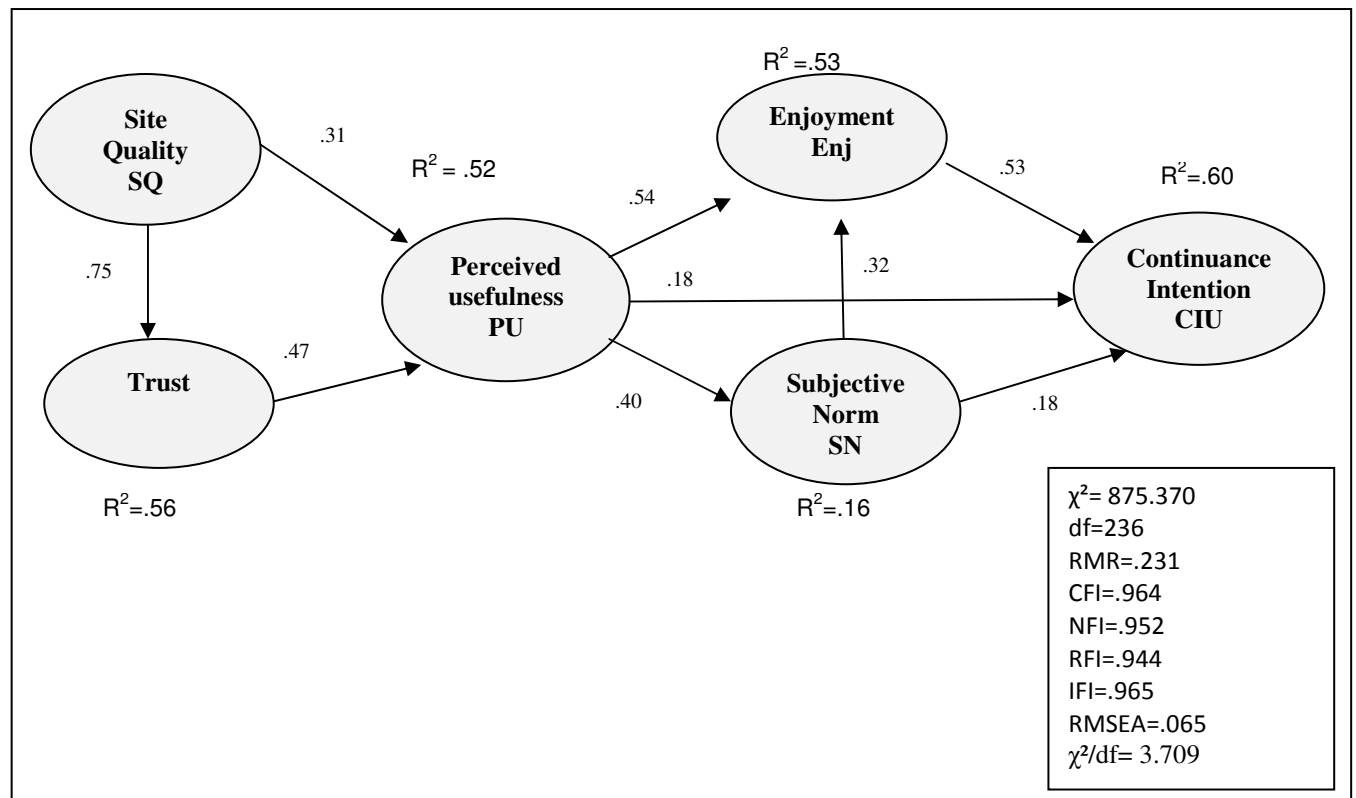 R² =.53
Site
Quality
SQ
.31
R² = .52
Enjoyment
Enj
.53
R²=.60
.54
.75
Perceived
usefulness
PU
.18
.32
Continuance
Intention
CIU
Trust
.47
.40
Subjective
Norm
SN
.18
R²=.56
R²=.16
χ²= 875.370
df=236
RMR=.231
CFI=.964
NFI=.952
RFI=.944
IFI=.965
RMSEA=.065
χ²/df= 3.709